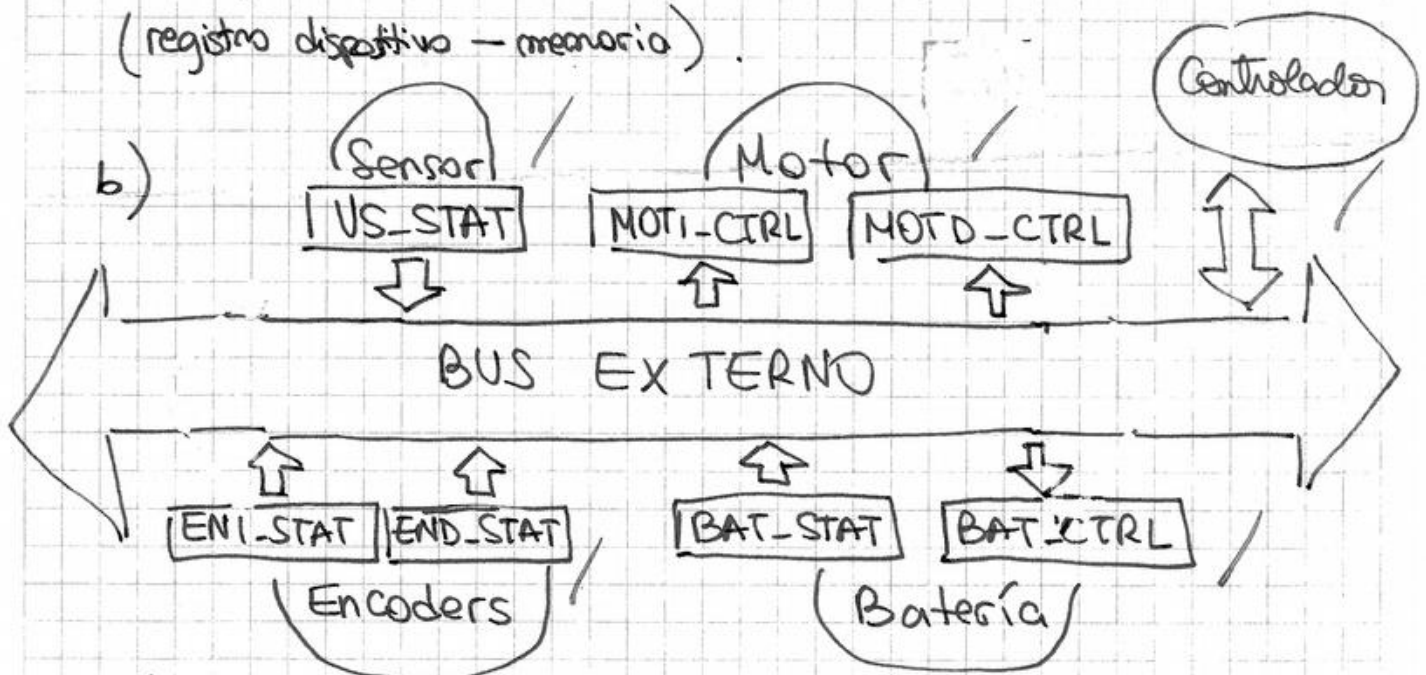 (registro dispositivo - memoria).
Controlador
b)
Sensor
Motor
US_STAT
MOTI_CTRL
MOTD_CTRL
BUS EXTERNO
ENI_STAT
END_STAT
BAT_STAT
BAT_CTRL
Encoders
Batería